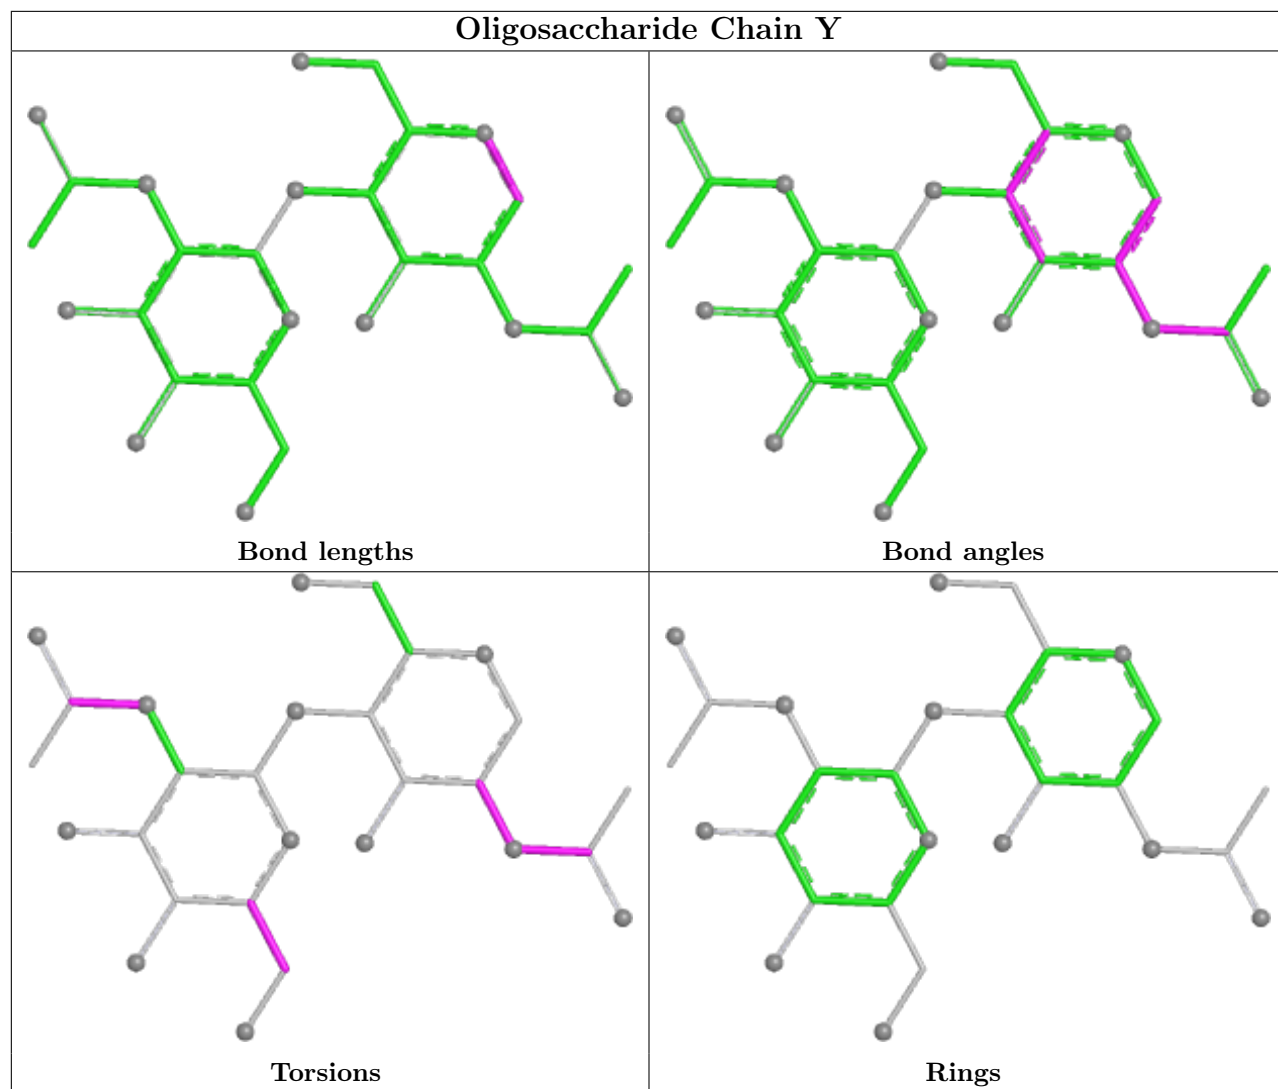 Oligosaccharide Chain Y
Bond lengths
Bond angles
Torsions
Rings